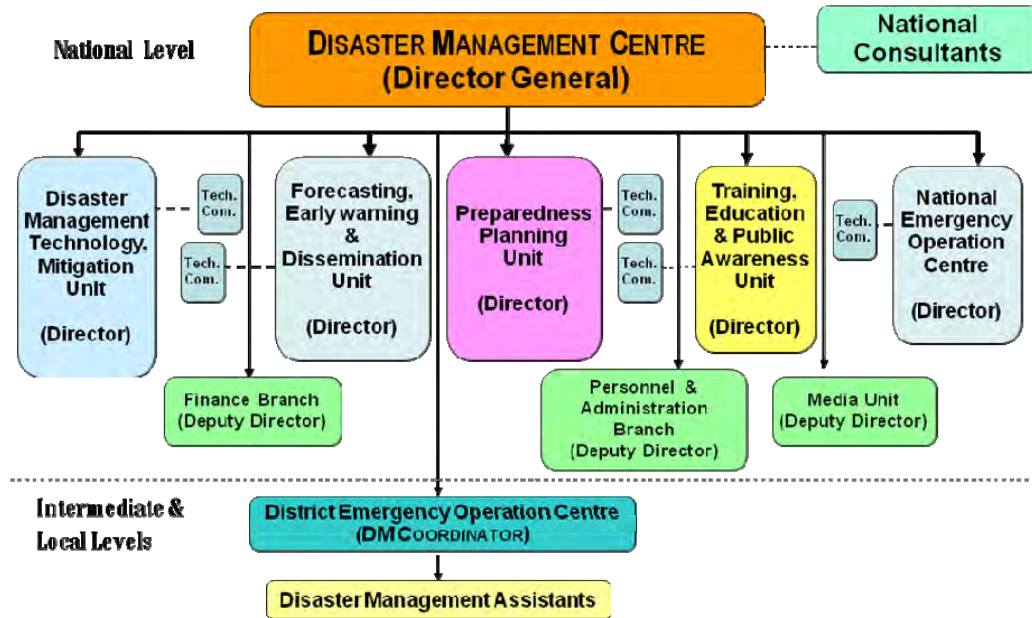 National Level
DISASTER MANAGEMENT CENTRE
(Director General)
National
Consultants
Disaster
Management
Technology,
Mitigation
Unit
(Director)
Tech.
Com.
Tech.
Com.
Forecasting,
Early warning
&
Dissemination
Unit
(Director)
Preparedness
Planning
Unit
(Director)
Tech.
Com.
Tech.
Com.
Training,
Education
& Public
Awareness
Unit
(Director)
Tech.
Com.
National
Emergency
Operation
Centre
(Director)
Finance Branch
(Deputy Director)
Personnel &
Administration
Branch
(Deputy Director)
Media Unit
(Deputy Director)
Intermediate &
Local Levels
District Emergency Operation Centre
(DM COORDINATOR)
Disaster Management Assistants